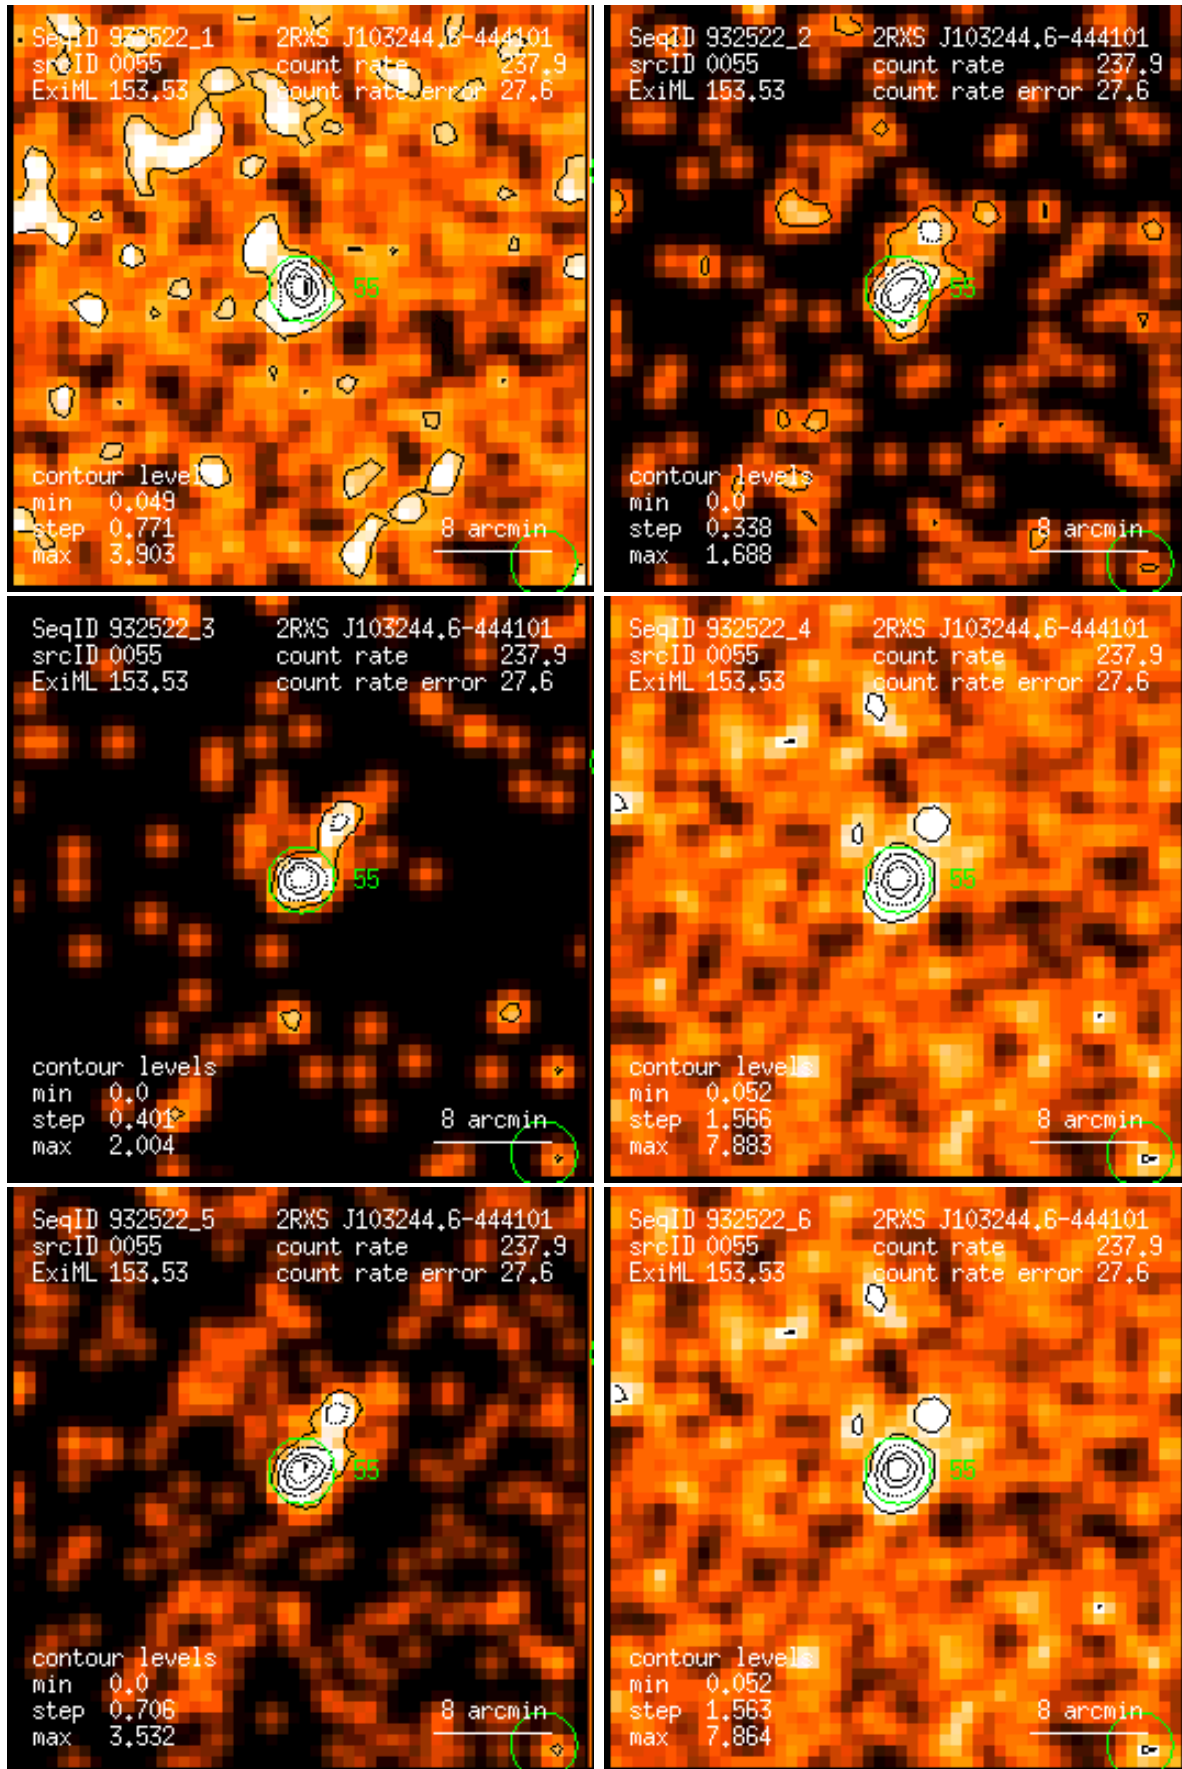 SeqID 932522_1 2RXS J103244.6-444101
srcID 0055 count rate 237.9
ExiML 153.53 count rate error 27.6
55
contour levels
min 0.049
step 0.771 8 arcmin
max 3.903
SeqID 932522_2 2RXS J103244.6-444101
srcID 0055 count rate 237.9
ExiML 153.53 count rate error 27.6
55
contour levels
min 0.0
step 0.338 8 arcmin
max 1.688
SeqID 932522_3 2RXS J103244.6-444101
srcID 0055 count rate 237.9
ExiML 153.53 count rate error 27.6
55
contour levels
min 0.0
step 0.401 8 arcmin
max 2.004
SeqID 932522_4 2RXS J103244.6-444101
srcID 0055 count rate 237.9
ExiML 153.53 count rate error 27.6
55
contour levels
min 0.052
step 1.566 8 arcmin
max 7.883
SeqID 932522_5 2RXS J103244.6-444101
srcID 0055 count rate 237.9
ExiML 153.53 count rate error 27.6
55
contour levels
min 0.0
step 0.706 8 arcmin
max 3.532
SeqID 932522_6 2RXS J103244.6-444101
srcID 0055 count rate 237.9
ExiML 153.53 count rate error 27.6
55
contour levels
min 0.052
step 1.563 8 arcmin
max 7.864